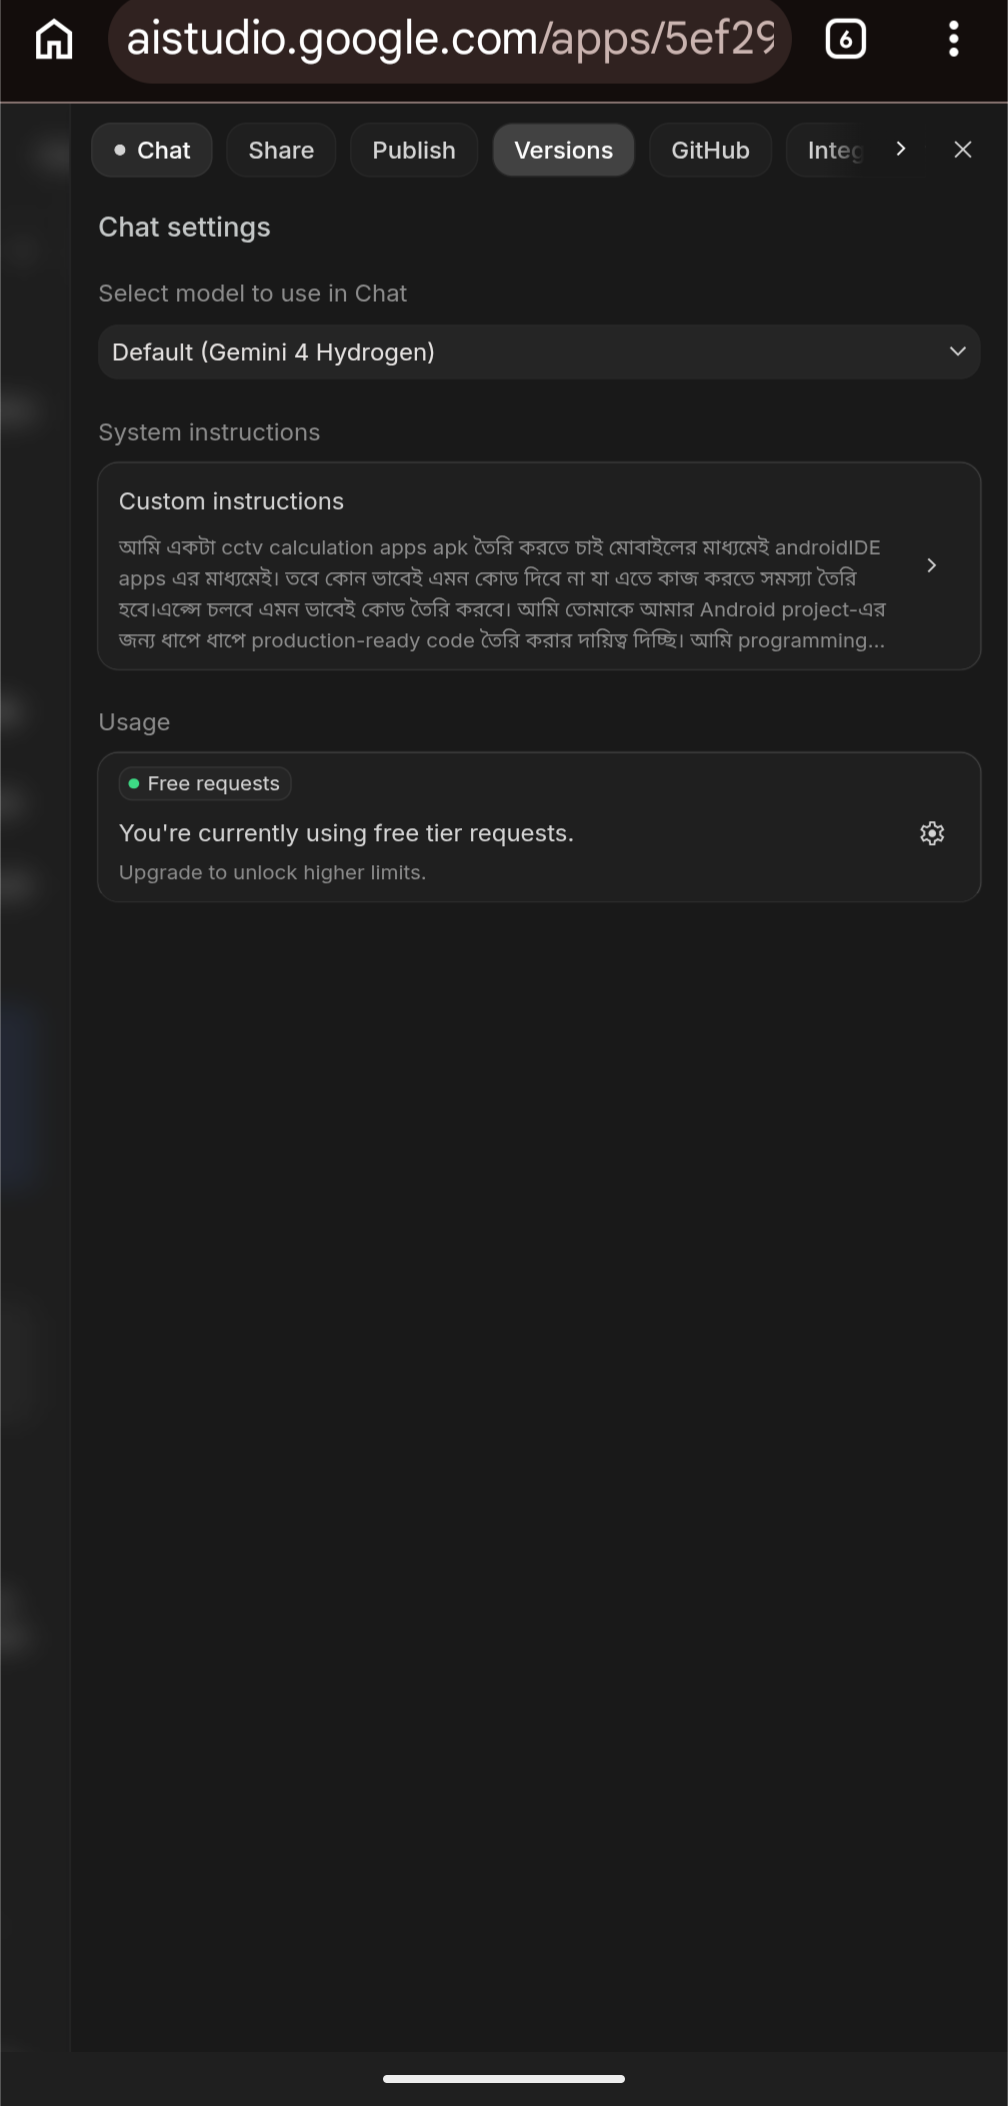 aistudio.google.com/apps/5ef29
6
Chat
Share
Publish
Versions
GitHub
Integ
Chat settings
Select model to use in Chat
Default (Gemini 4 Hydrogen)
System instructions
Custom instructions
আমি একটা cctv calculation apps apk তৈরি করতে চাই মোবাইলের মাধ্যমেই androidIDE
apps এর মাধ্যমেই। তবে কোন ভাবেই এমন কোড দিবে না যা এতে কাজ করতে সমস্যা তৈরি
হবে।এপ্সে চলবে এমন ভাবেই কোড তৈরি করবে। আমি তোমাকে আমার Android project-এর
জন্য ধাপে ধাপে production-ready code তৈরি করার দায়িত্ব দিচ্ছি। আমি programming...
Usage
Free requests
You're currently using free tier requests.
Upgrade to unlock higher limits.